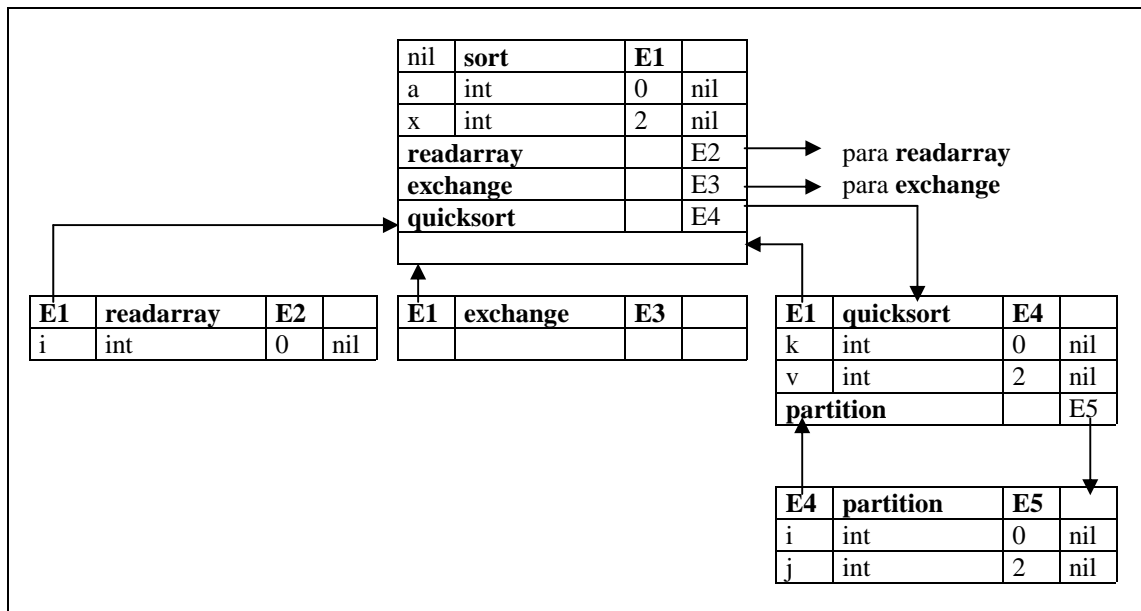 nil sort E1
a int 0 nil
x int 2 nil
readarray E2 para readarray
exchange E3 para exchange
quicksort E4
E1 readarray E2
i int 0 nil
E1 exchange E3
E1 quicksort E4
k int 0 nil
v int 2 nil
partition E5
E4 partition E5
i int 0 nil
j int 2 nil